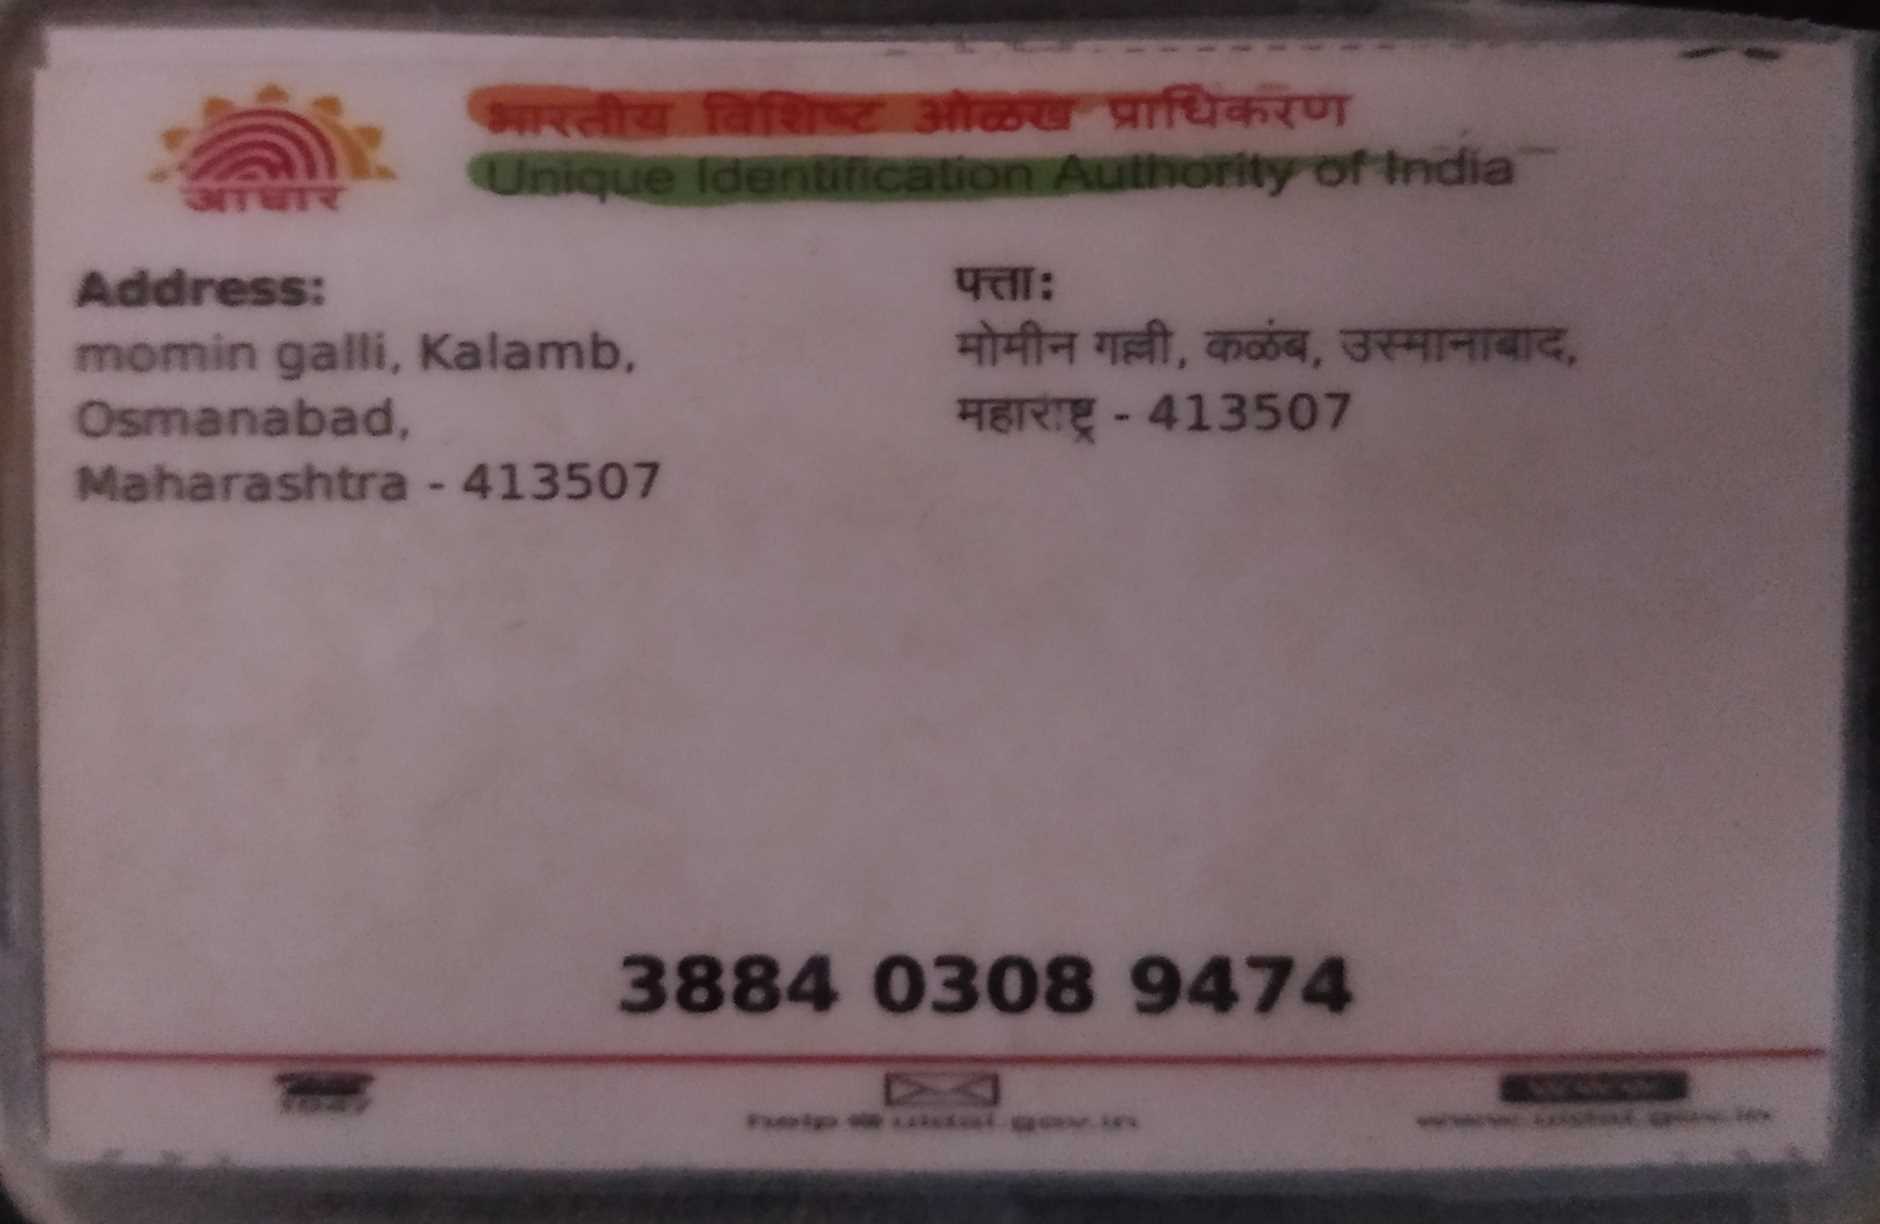 आधार
भारतीय विशिष्ट ओळख प्राधिकरण
Unique Identification Authority of India
Address:
momin galli, Kalamb,
Osmanabad,
Maharashtra - 413507
पत्ता:
मोमीन गल्ली, कळंब, उस्मानाबाद,
महाराष्ट्र - 413507
3884 0308 9474
help@uidai.gov.in
www.uidai.gov.in